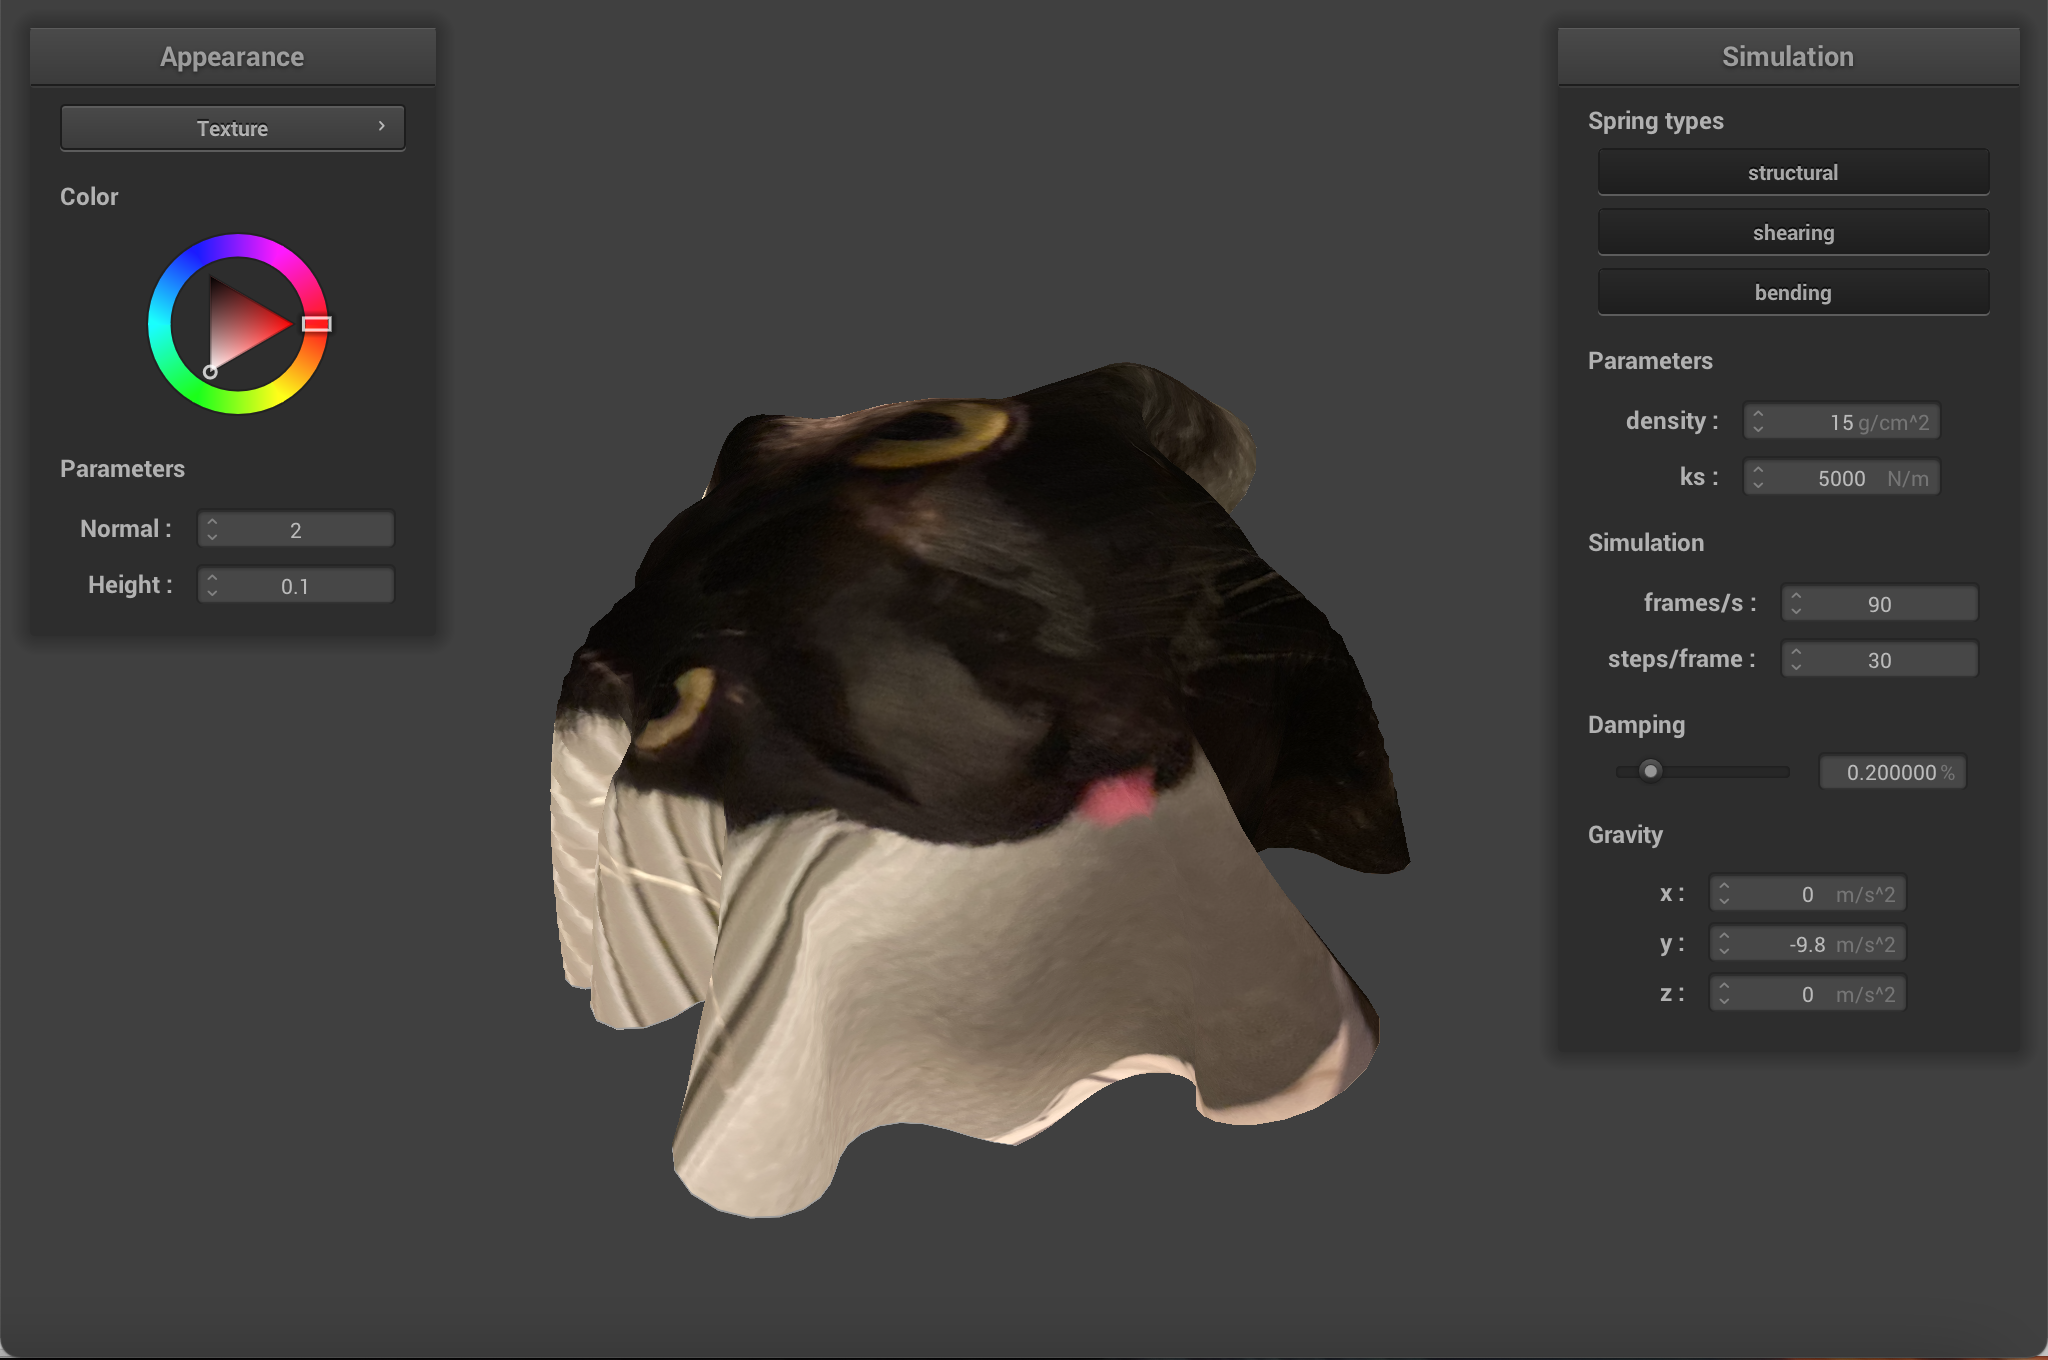 Appearance
Texture
Color
Parameters
Normal : 2
Height : 0.1
Simulation
Spring types
structural
shearing
bending
Parameters
density : 15 g/cm^2
ks : 5000 N/m
Simulation
frames/s : 90
steps/frame : 30
Damping
0.200000 %
Gravity
x : 0 m/s^2
y : -9.8 m/s^2
z : 0 m/s^2